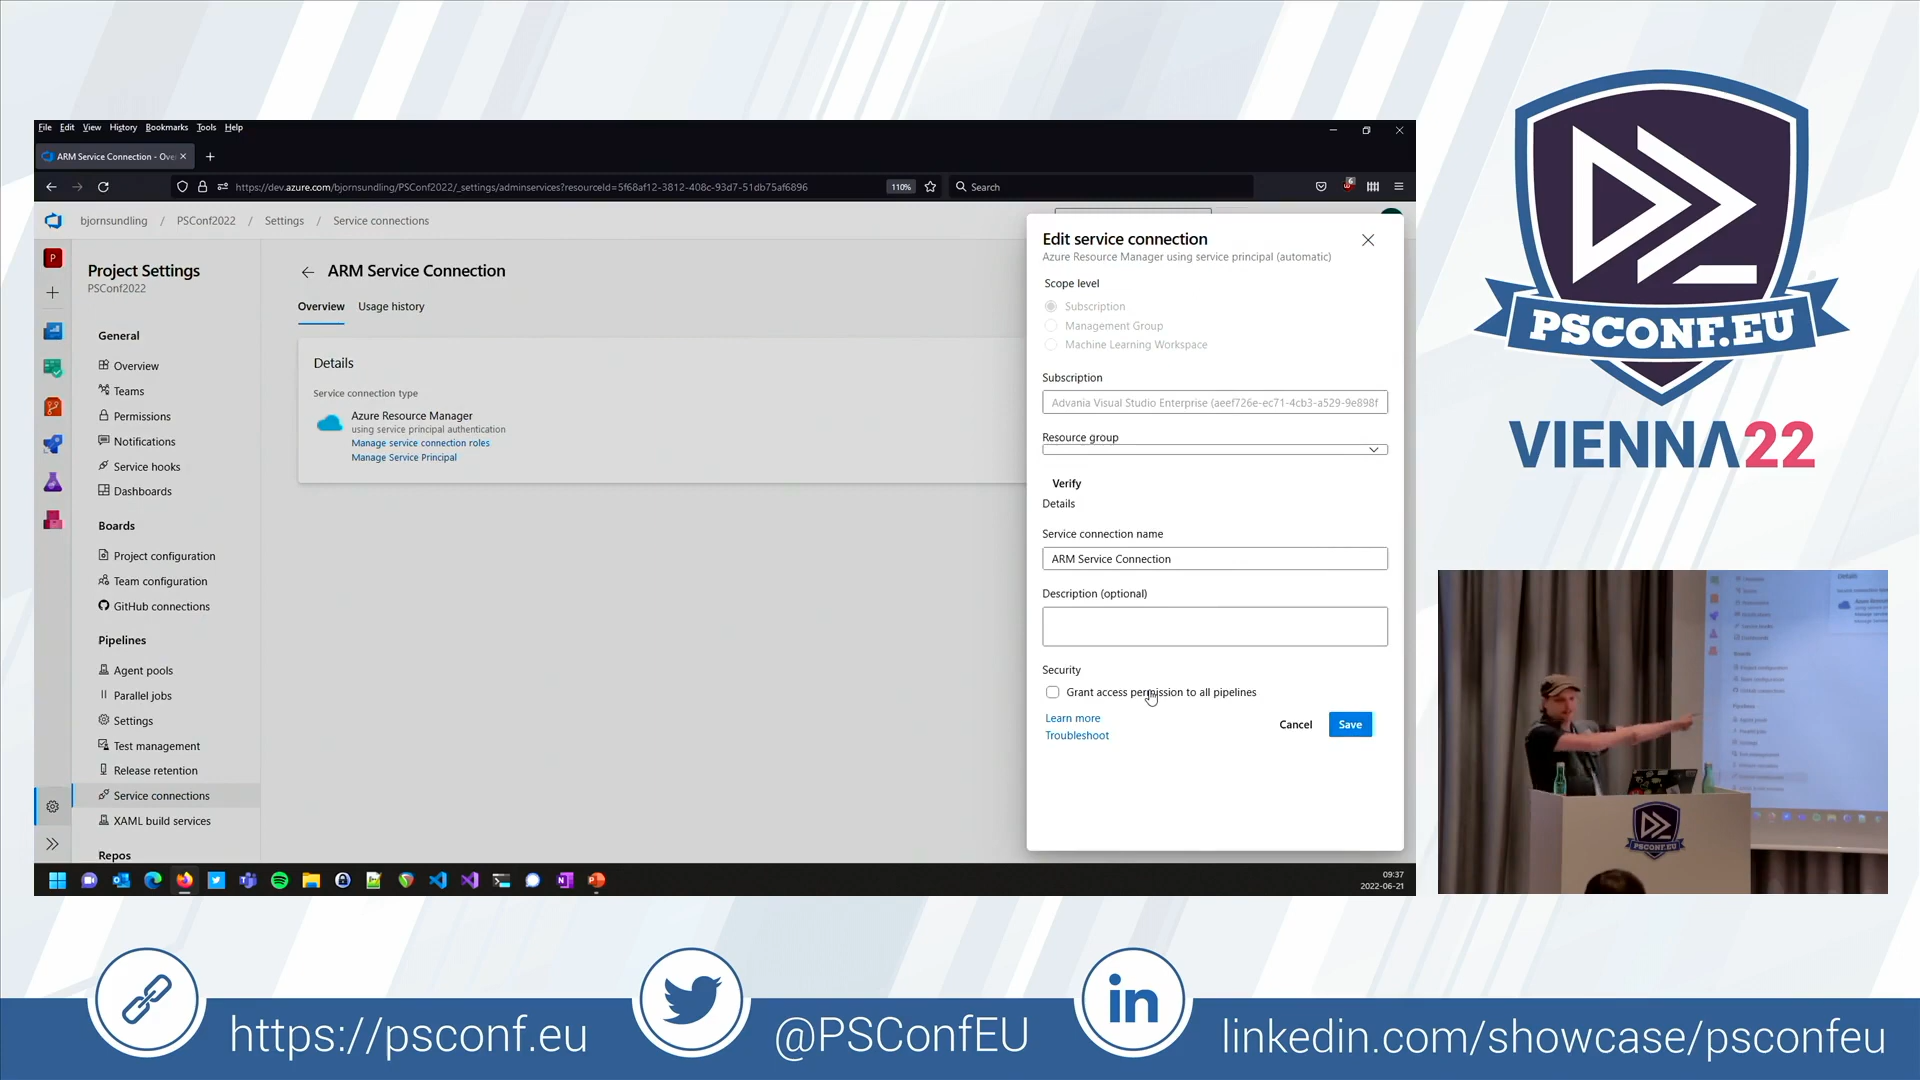 File Edit View History Bookmarks Tools Help
ARM Service Connection - Ove
https://dev.azure.com/bjornsundling/PSConf2022/_settings/adminservices?resourceId=5f68af12-3812-408c-93d7-51db75af6896
110%
Search
6
bjornsundling / PSConf2022 / Settings / Service connections
P
Project Settings
PSConf2022
General
Overview
Teams
Permissions
Notifications
Service hooks
Dashboards
Boards
Project configuration
Team configuration
GitHub connections
Pipelines
Agent pools
Parallel jobs
Settings
Test management
Release retention
Service connections
XAML build services
Repos
ARM Service Connection
Overview Usage history
Details
Service connection type
Azure Resource Manager
using service principal authentication
Manage service connection roles
Manage Service Principal
Edit service connection
Azure Resource Manager using service principal (automatic)
Scope level
Subscription
Management Group
Machine Learning Workspace
Subscription
Advania Visual Studio Enterprise (aeef726e-ec71-4cb3-a529-9e898f
Resource group
Verify
Details
Service connection name
ARM Service Connection
Description (optional)
Security
Grant access permission to all pipelines
Learn more
Troubleshoot
Cancel
Save
09:37
2022-06-21
PSCONF.EU
VIENNA22
PSCONF.EU
https://psconf.eu
@PSConfEU
in
linkedin.com/showcase/psconfeu